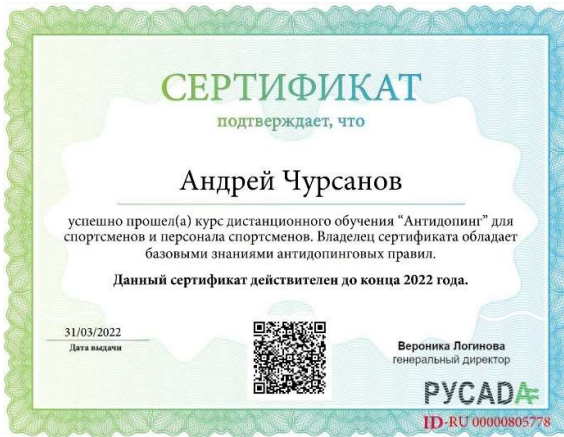 СЕРТИФИКАТ
подтверждает, что
Андрей Чурсанов
успешно прошел(а) курс дистанционного обучения “Антидопинг” для
спортсменов и персонала спортсменов. Владелец сертификата обладает
базовыми знаниями антидопинговых правил.
Данный сертификат действителен до конца 2022 года.
31/03/2022
Дата выдачи
Вероника Логинова
генеральный директор
РУСАДА
ID-RU 00000805778